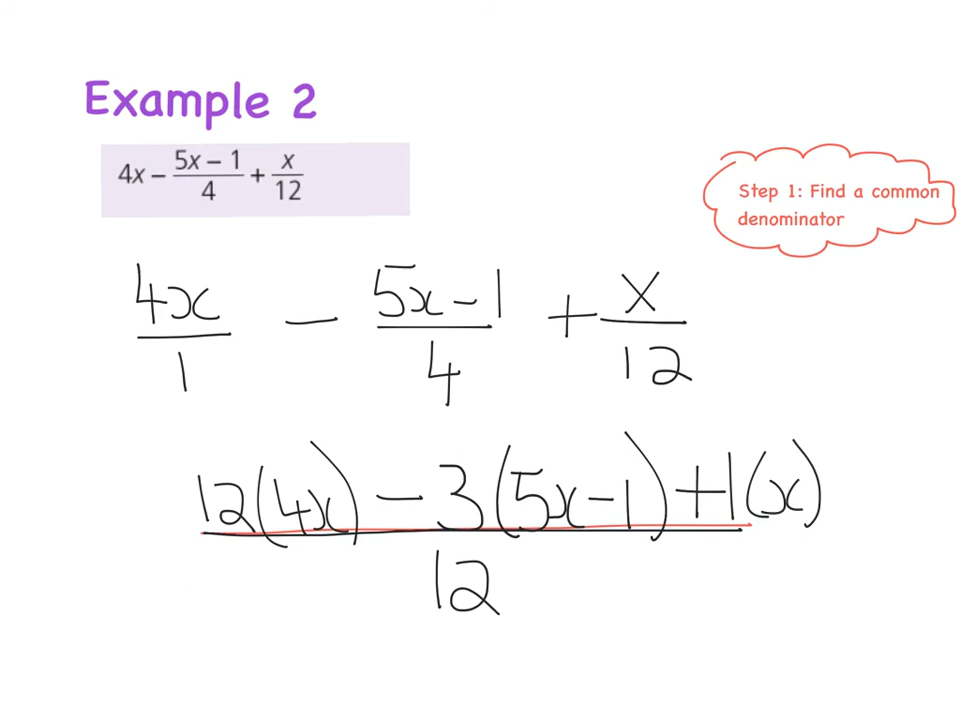 Example 2
4x − (5x − 1)/4 + x/12
Step 1: Find a common
denominator
4x/1 − (5x−1)/4 + x/12
(12(4x) − 3(5x−1) + 1(x))/12